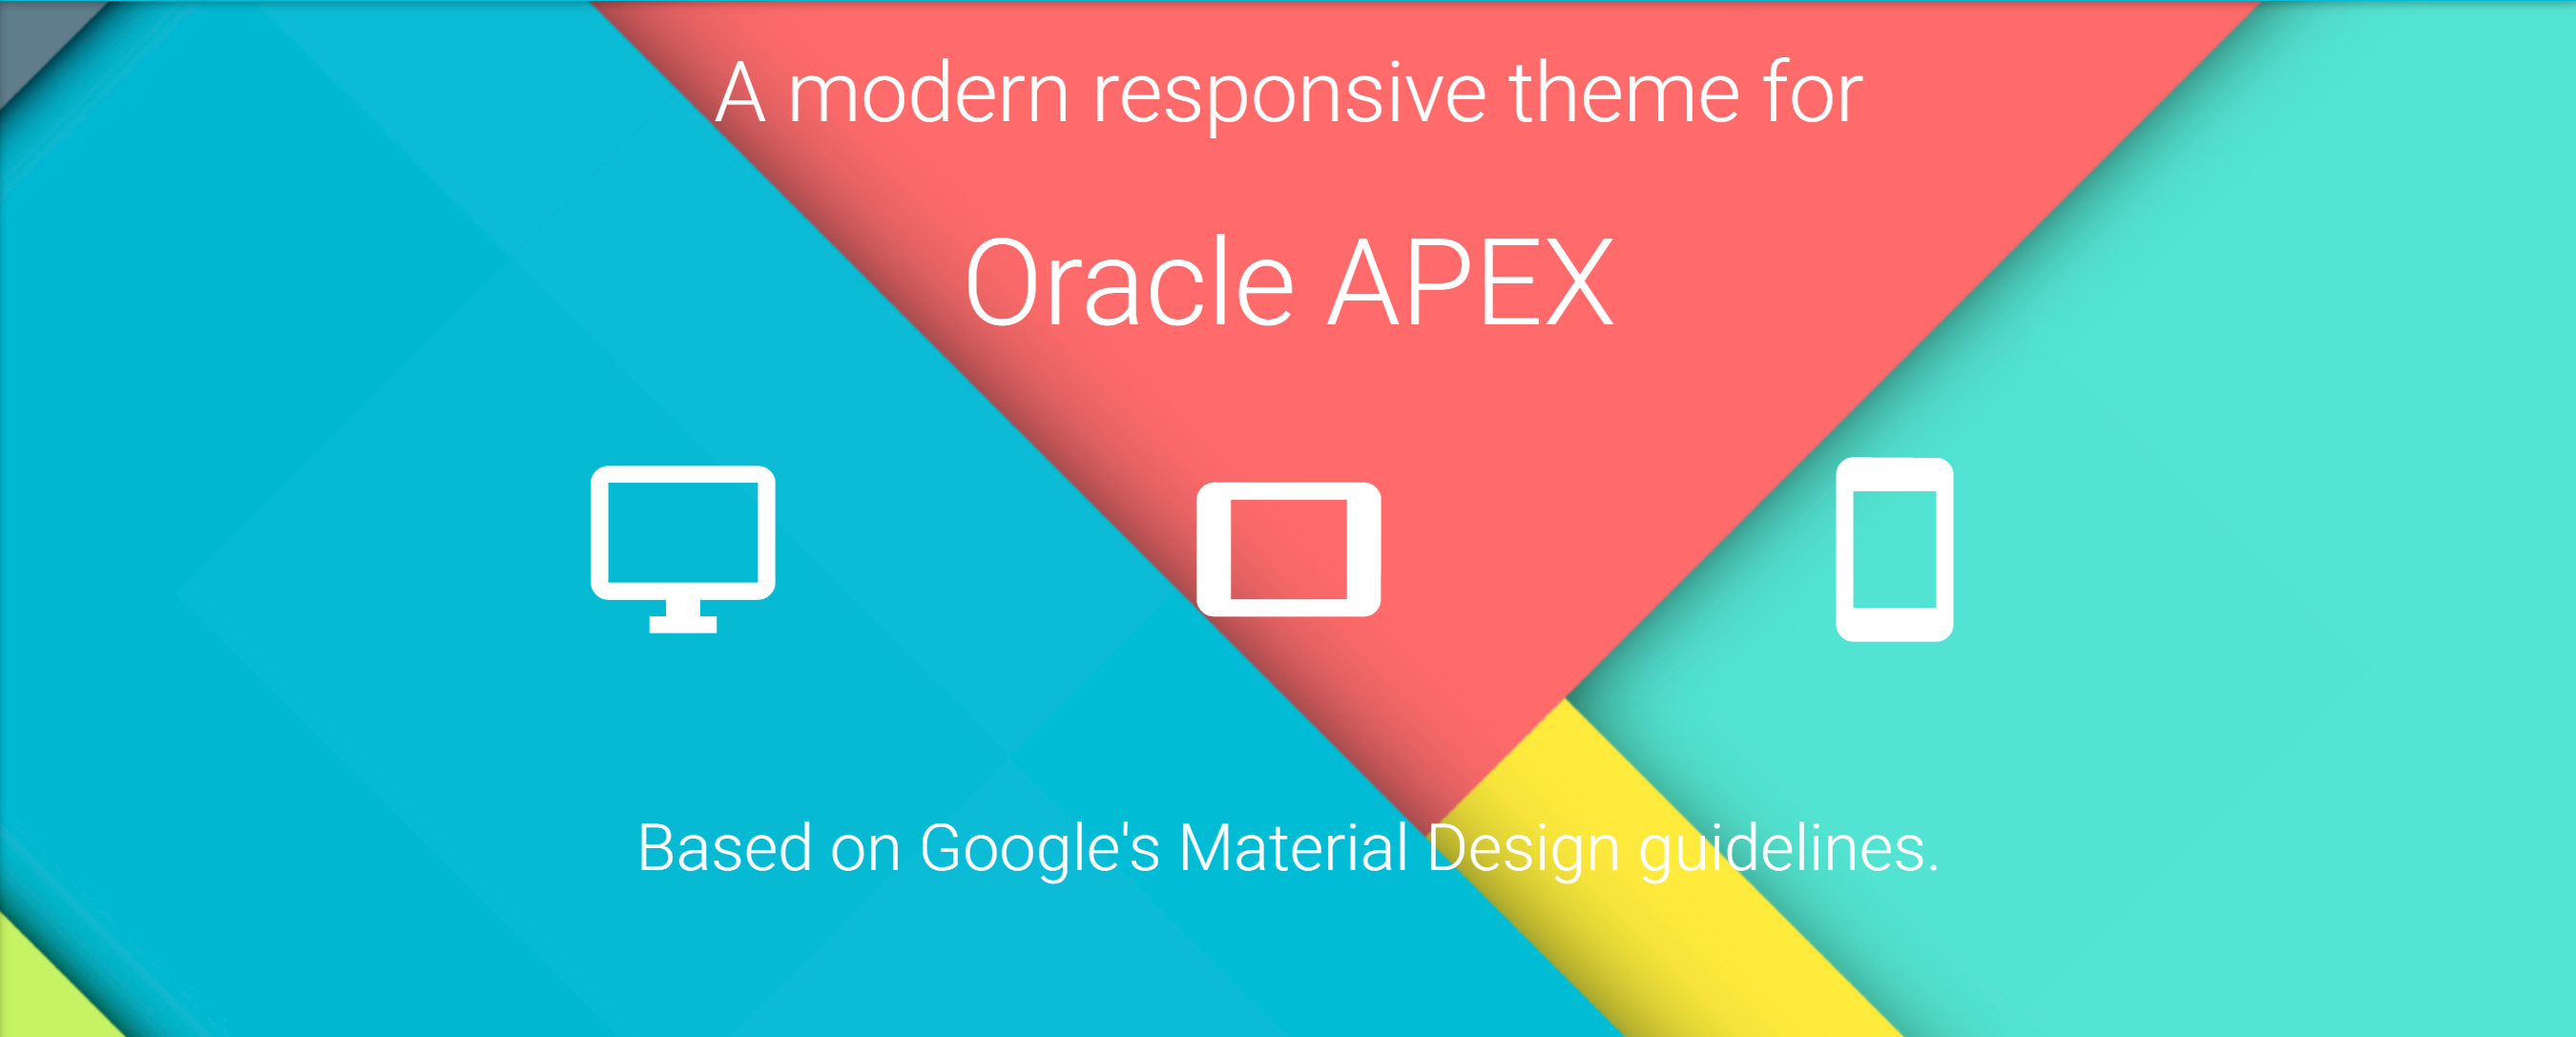 A modern responsive theme for
Oracle APEX
Based on Google's Material Design guidelines.